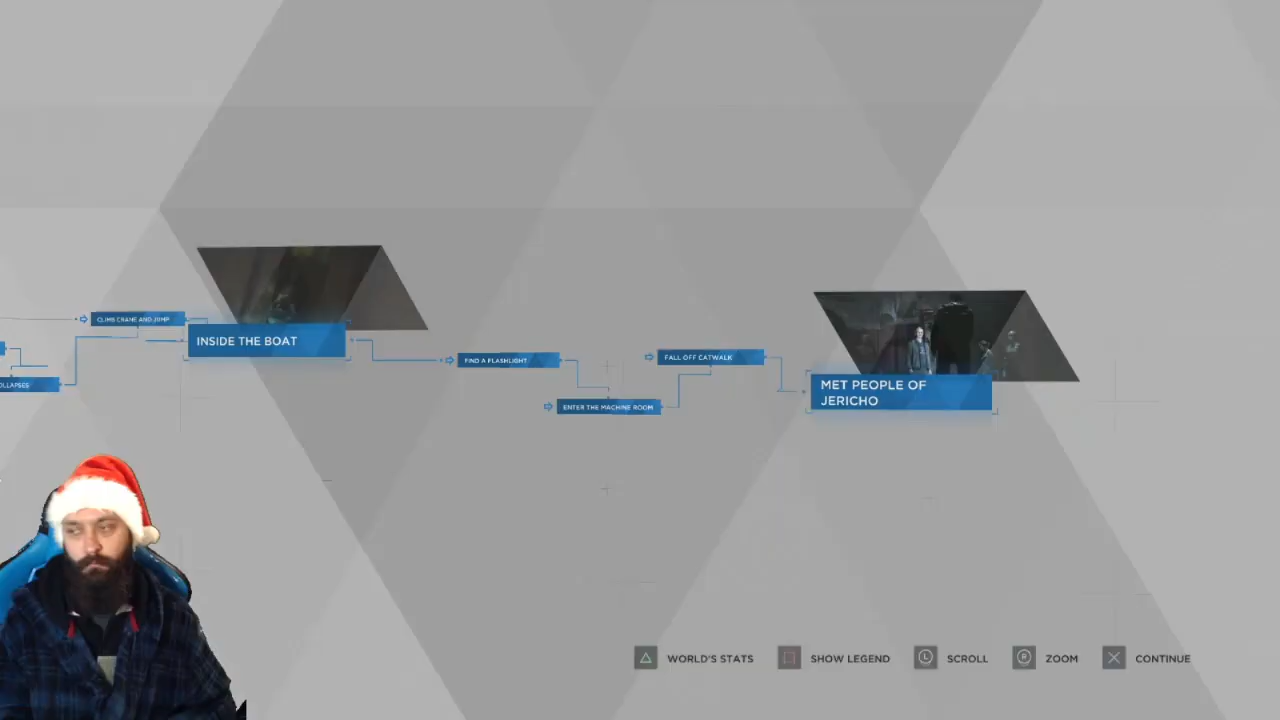 CLIMB CRANE AND JUMP
INSIDE THE BOAT
OLLAPSES
FIND A FLASHLIGHT
ENTER THE MACHINE ROOM
FALL OFF CATWALK
MET PEOPLE OF
JERICHO
WORLD'S STATS
SHOW LEGEND
L
SCROLL
R
ZOOM
CONTINUE